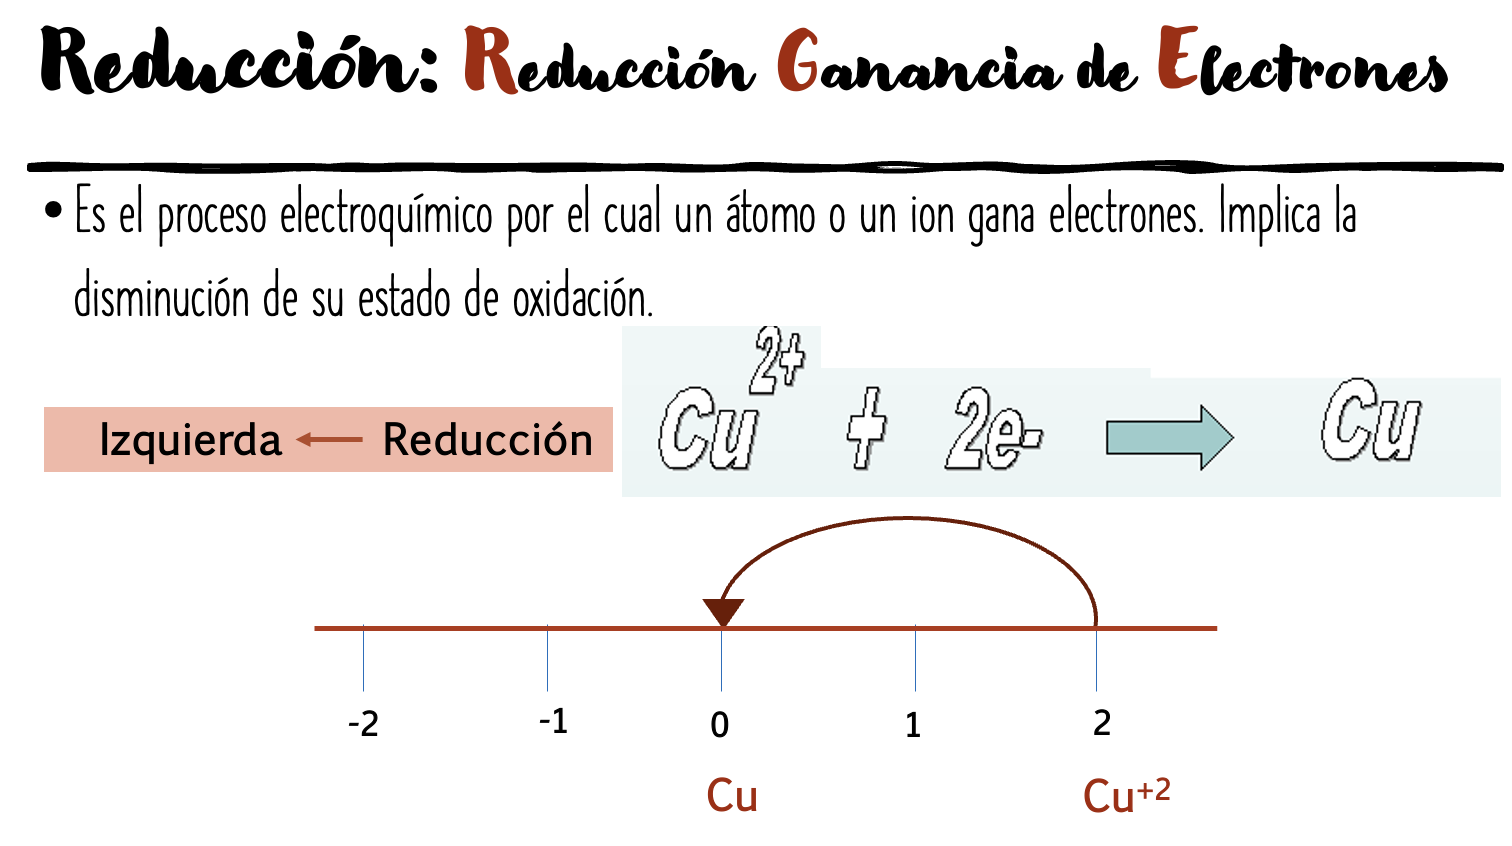 Reducción: Reducción Ganancia de Electrones
• Es el proceso electroquímico por el cual un átomo o un ion gana electrones. Implica la
disminución de su estado de oxidación.
Izquierda ← Reducción
Cu²⁺ + 2e- → Cu
-2 -1 0 1 2
Cu Cu⁺²